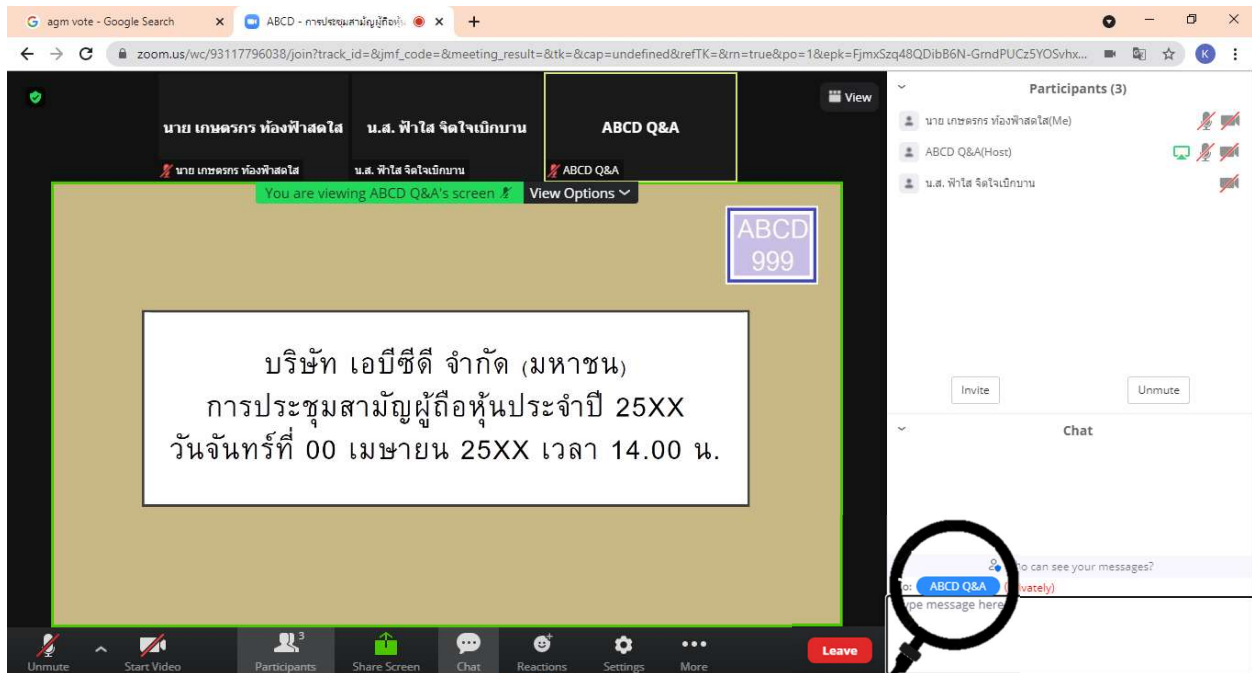 agm vote - Google Search
ABCD - การประชุมสามัญผู้ถือหุ้น
zoom.us/wc/93117796038/join?track_id=&jmf_code=&meeting_result=&tk=&cap=undefined&refTK=&rn=true&po=1&epk=FjmxSzq48QDibB6N-GrndPUCz5YOSvhx...
K
View
นาย เกษตรกร ท้องฟ้าสดใส
น.ส. ฟ้าใส จิตใจเบิกบาน
ABCD Q&A
นาย เกษตรกร ท้องฟ้าสดใส
น.ส. ฟ้าใส จิตใจเบิกบาน
ABCD Q&A
You are viewing ABCD Q&A's screen
View Options
ABCD
999
บริษัท เอบีซีดี จำกัด (มหาชน)
การประชุมสามัญผู้ถือหุ้นประจำปี 25XX
วันจันทร์ที่ 00 เมษายน 25XX เวลา 14.00 น.
Participants (3)
นาย เกษตรกร ท้องฟ้าสดใส(Me)
ABCD Q&A(Host)
น.ส. ฟ้าใส จิตใจเบิกบาน
Invite
Unmute
Chat
can see your messages?
ABCD Q&A
message here
Unmute
Start Video
3
Participants
Share Screen
Chat
Reactions
Settings
More
Leave